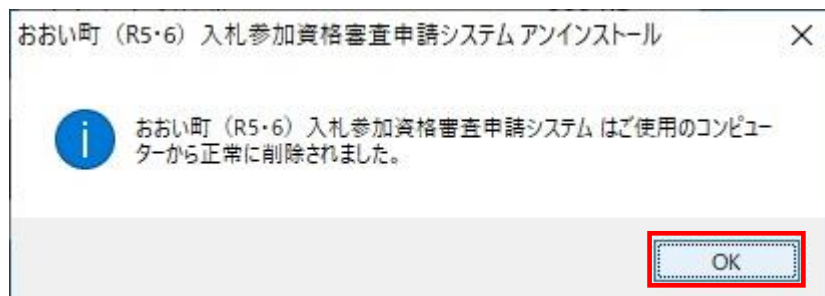 おおい町（R5・6）入札参加資格審査申請システム アンインストール
おおい町（R5・6）入札参加資格審査申請システム はご使用のコンピュー
ターから正常に削除されました。
OK